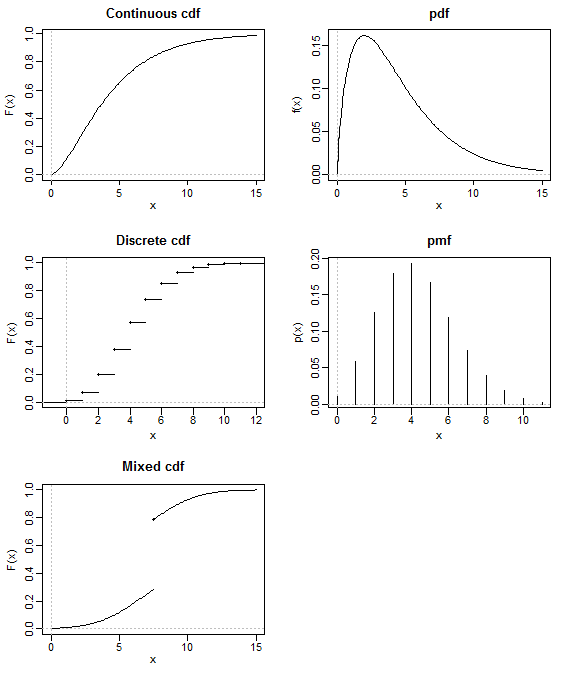 Continuous cdf
F(x)
0.0 0.2 0.4 0.6 0.8 1.0
0 5 10 15
x
pdf
f(x)
0.00 0.05 0.10 0.15
0 5 10 15
x
Discrete cdf
F(x)
0.0 0.2 0.4 0.6 0.8 1.0
0 2 4 6 8 10 12
x
pmf
p(x)
0.00 0.05 0.10 0.15 0.20
0 2 4 6 8 10
x
Mixed cdf
F(x)
0.0 0.2 0.4 0.6 0.8 1.0
0 5 10 15
x